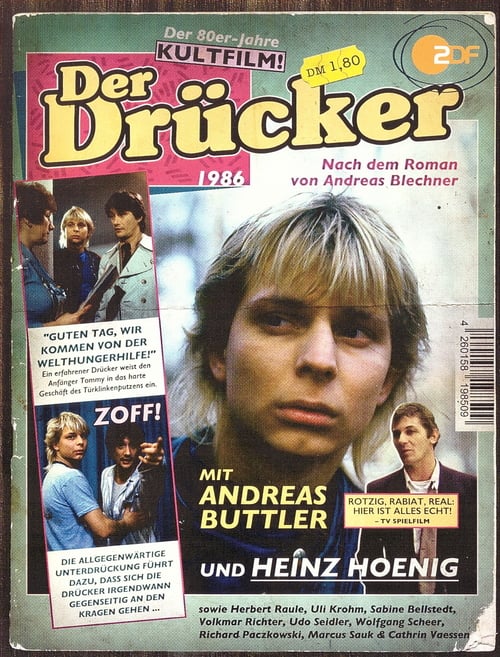 Der 80er-Jahre
KULTFILM!
DM 1,80
ZDF
Der
Drücker
1986
Nach dem Roman
von Andreas Blechner
"GUTEN TAG, WIR
KOMMEN VON DER
WELTHUNGERHILFE!"
Ein erfahrener Drücker weist den
Anfänger Tommy in das harte
Geschäft des Türklinkenputzens ein.
ZOFF!
DIE ALLGEGENWÄRTIGE
UNTERDRÜCKUNG FÜHRT
DAZU, DASS SICH DIE
DRÜCKER IRGENDWANN
GEGENSEITIG AN DEN
KRAGEN GEHEN ...
MIT
ANDREAS
BUTTLER
ROTZIG, RABIAT, REAL:
HIER IST ALLES ECHT!
– TV SPIELFILM
UND HEINZ HOENIG
4 260158 198509
sowie Herbert Raule, Uli Krohm, Sabine Bellstedt,
Volkmar Richter, Udo Seidler, Wolfgang Scheer,
Richard Paczkowski, Marcus Sauk & Cathrin Vaessen